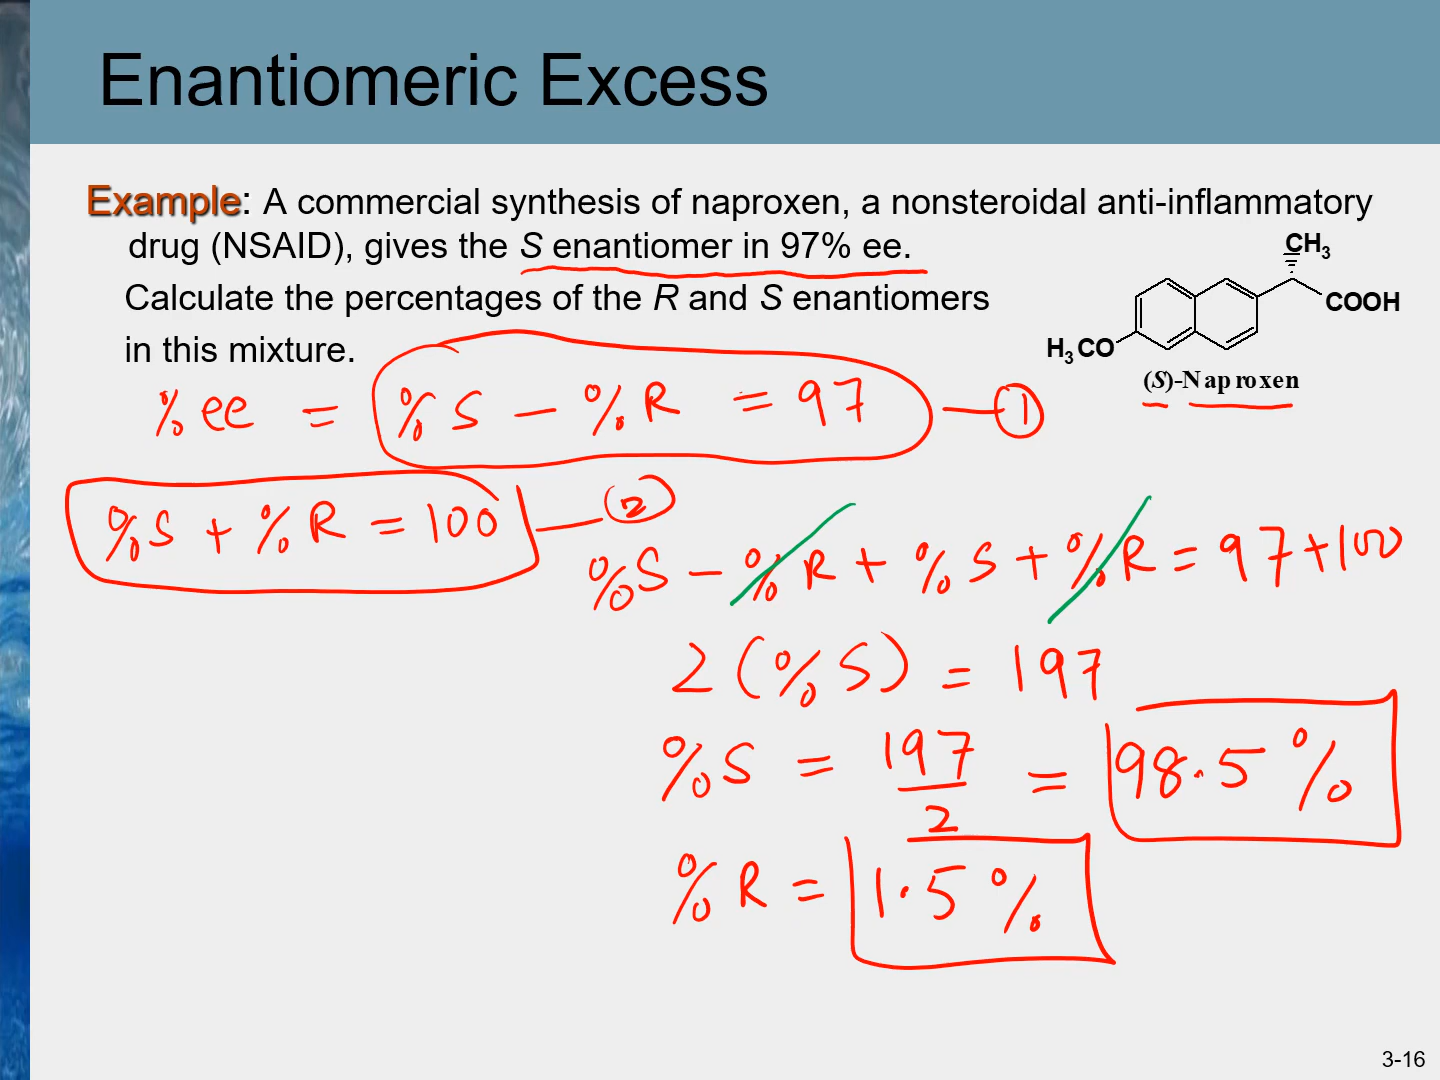 Enantiomeric Excess
Example: A commercial synthesis of naproxen, a nonsteroidal anti-inflammatory
drug (NSAID), gives the S enantiomer in 97% ee.
Calculate the percentages of the R and S enantiomers
in this mixture.
CH3
COOH
H3CO
(S)-Naproxen
% ee = %S - %R = 97 — 1
%S + %R = 100 — (2)
%S - %R + %S + %R = 97+100
2 (%S) = 197
%S = 197/2 = 98.5 %
%R = 1.5 %
3-16